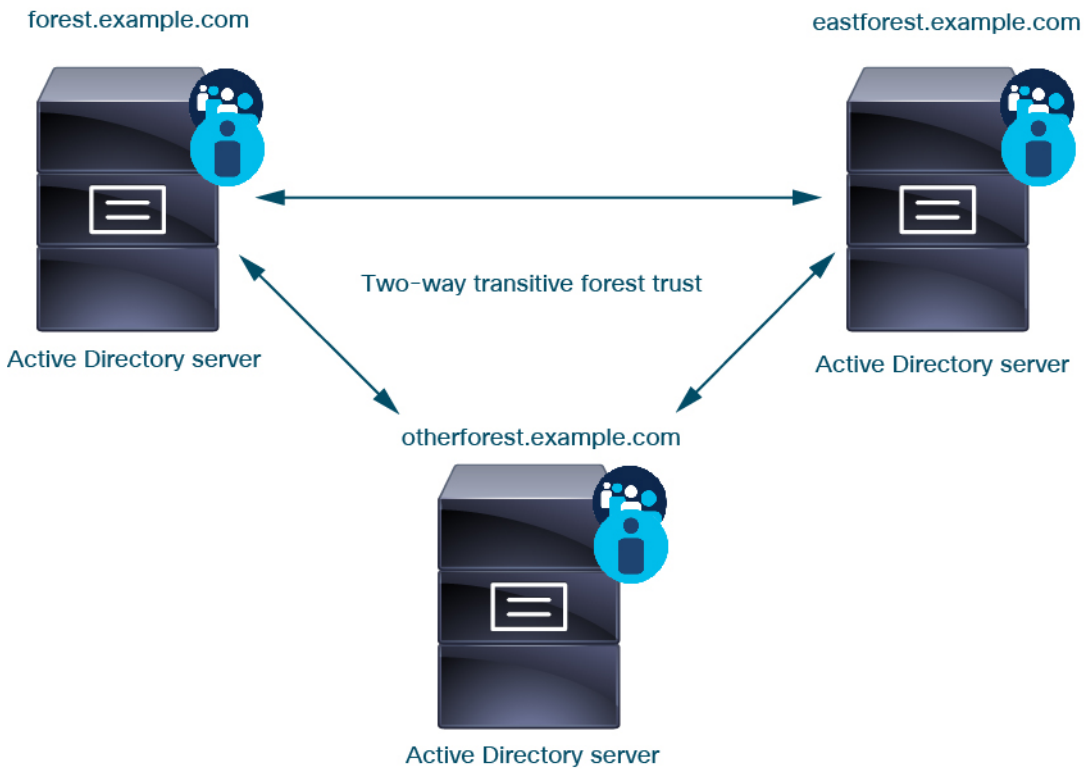 forest.example.com
eastforest.example.com
Two-way transitive forest trust
Active Directory server
Active Directory server
otherforest.example.com
Active Directory server